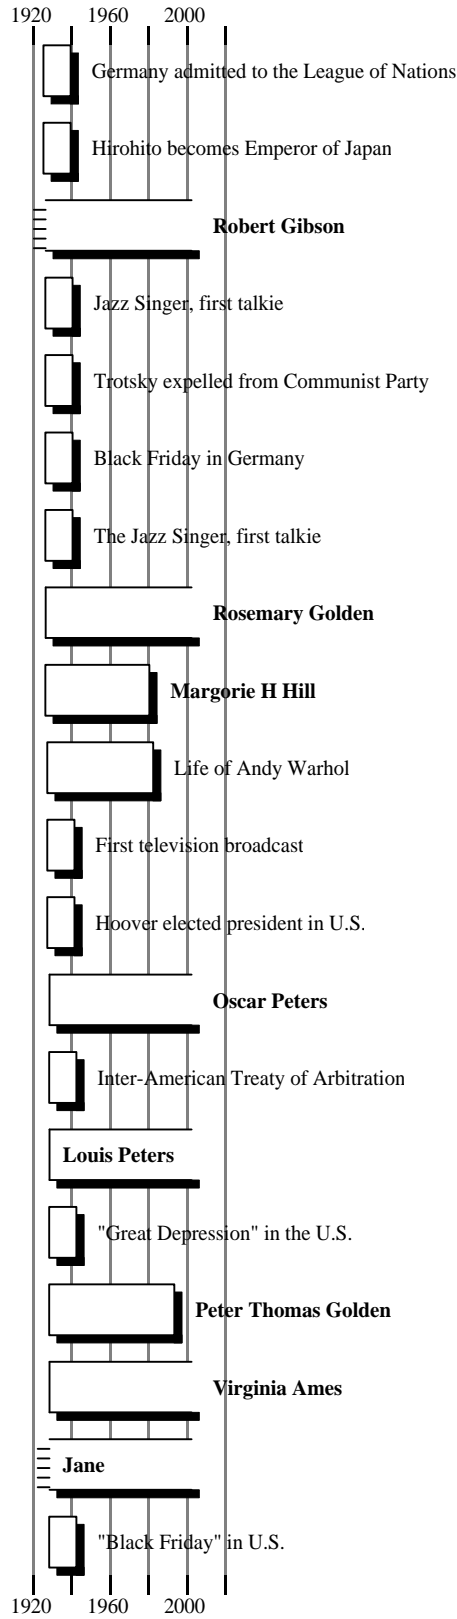 1920 1960 2000
Germany admitted to the League of Nations
Hirohito becomes Emperor of Japan
Robert Gibson
Jazz Singer, first talkie
Trotsky expelled from Communist Party
Black Friday in Germany
The Jazz Singer, first talkie
Rosemary Golden
Margorie H Hill
Life of Andy Warhol
First television broadcast
Hoover elected president in U.S.
Oscar Peters
Inter-American Treaty of Arbitration
Louis Peters
"Great Depression" in the U.S.
Peter Thomas Golden
Virginia Ames
Jane
"Black Friday" in U.S.
1920 1960 2000